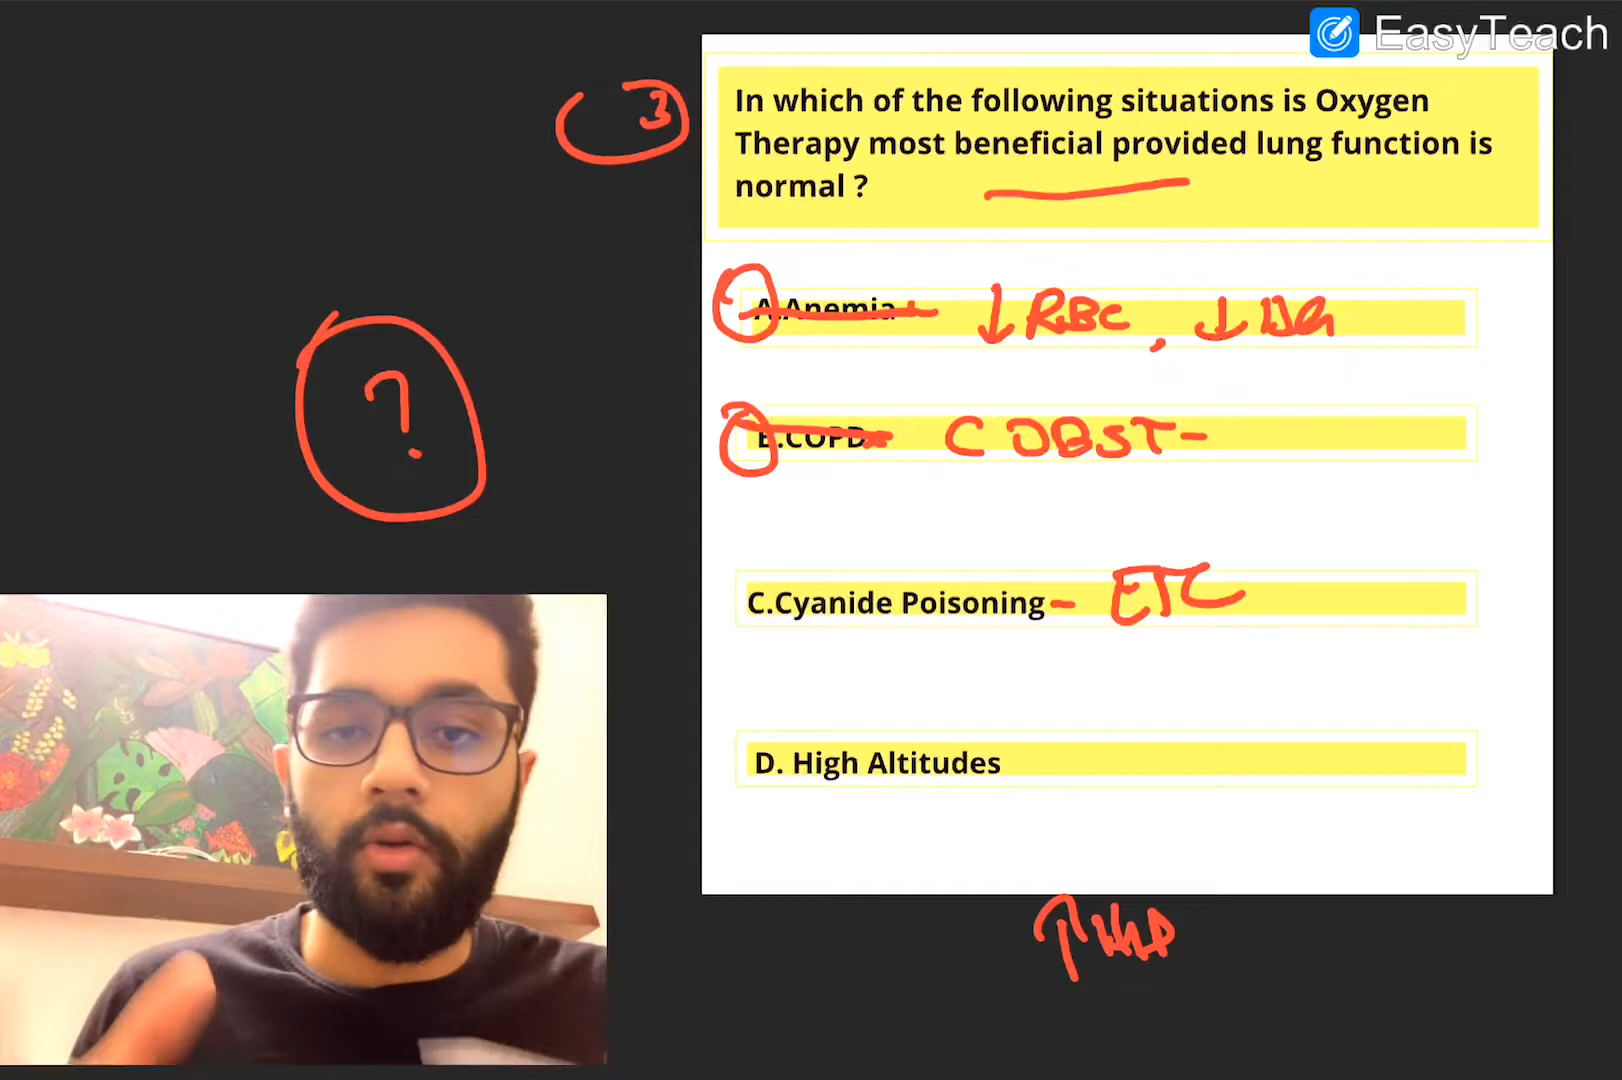 EasyTeach
3
In which of the following situations is Oxygen
Therapy most beneficial provided lung function is
normal ?
A.Anemia ↓ RBC, ↓
B.COPD C OBST-
?
C.Cyanide Poisoning - ETC
D. High Altitudes